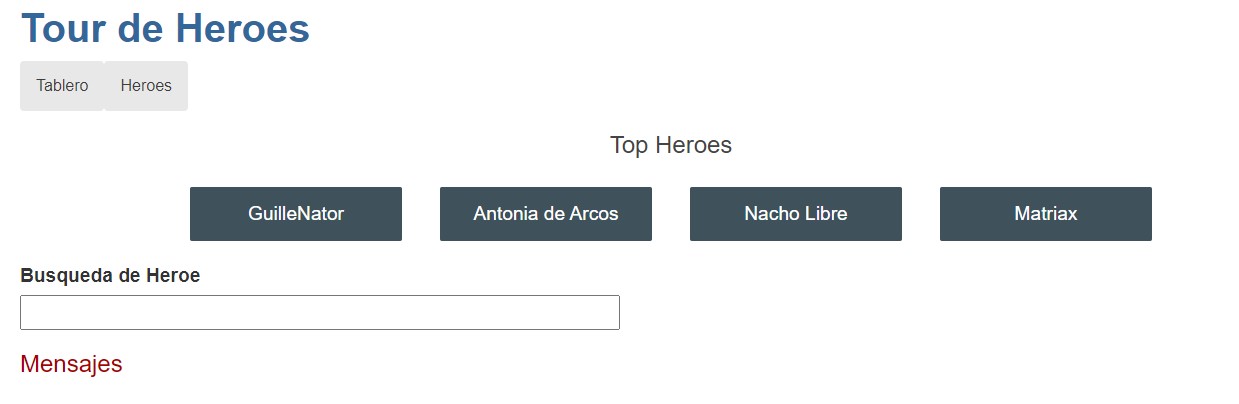 Tour de Heroes
Tablero Heroes
Top Heroes
GuilleNator Antonia de Arcos Nacho Libre Matriax
Busqueda de Heroe
Mensajes